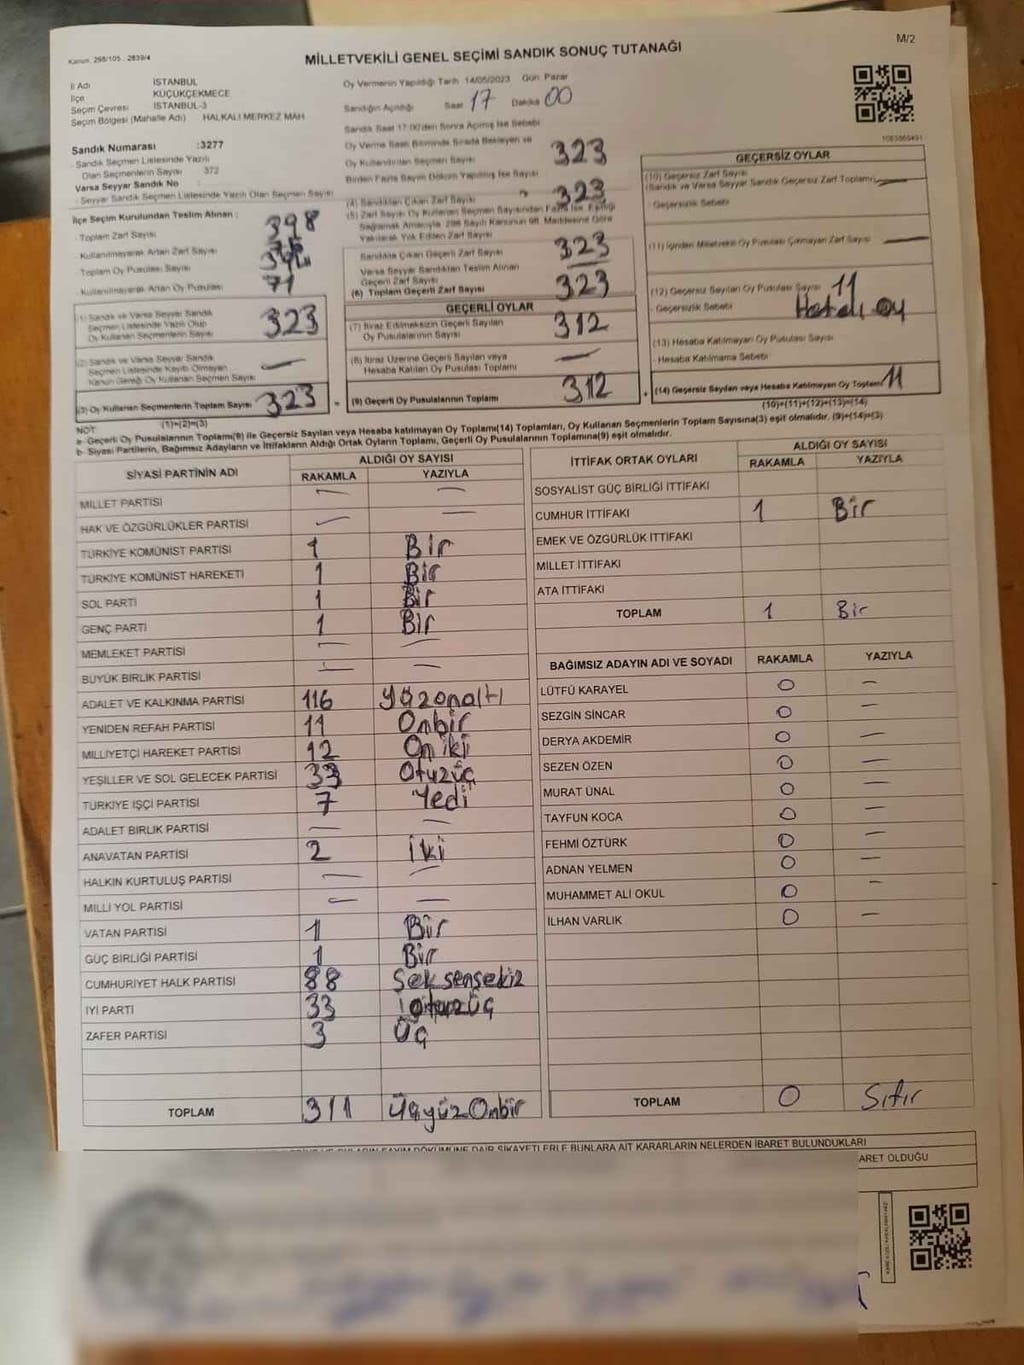 Kanun: 298/105 . 2839/4
M/2
MİLLETVEKİLİ GENEL SEÇİMİ SANDIK SONUÇ TUTANAĞI
İl Adı İSTANBUL
İlçe KÜÇÜKÇEKMECE
Seçim Çevresi İSTANBUL-3
Seçim Bölgesi (Mahalle Adı) HALKALI MERKEZ MAH
Oy Vermenin Yapıldığı Tarih 14/05/2023 Gün Pazar
Sandığın Açıldığı Saat 17 Dakika 00
Sandık Saat 17:00'den Sonra Açılmış İse Sebebi
Oy Verme Saati Bitiminde Sırada Bekleyen ve
Oy Kullandırılan Seçmen Sayısı 323
Birden Fazla Sayım Döküm Yapılmış İse Sayısı
Sandık Numarası :3277
Sandık Seçmen Listesinde Yazılı
Olan Seçmenlerin Sayısı 372
Varsa Seyyar Sandık No
Seyyar Sandık Seçmen Listesinde Yazılı Olan Seçmen Sayısı
(4) Sandıktan Çıkan Zarf Sayısı 323
(5) Zarf Sayısı Oy Kullanan Seçmen Sayısından Fazla İse, Eşitliği
Sağlamak Amacıyla, 298 Sayılı Kanunun 98. Maddesine Göre
Yakılarak Yok Edilen Zarf Sayısı
İlçe Seçim Kurulundan Teslim Alınan :
Toplam Zarf Sayısı 398
Kullanılmayarak Artan Zarf Sayısı
Toplam Oy Pusulası Sayısı
Kullanılmayarak Artan Oy Pusulası 71
Sandıkta Çıkan Geçerli Zarf Sayısı 323
Varsa Seyyar Sandıktan Teslim Alınan
Geçerli Zarf Sayısı
(6) Toplam Geçerli Zarf Sayısı 323
GEÇERSİZ OYLAR
(10) Geçersiz Zarf Sayısı
(Sandık ve Varsa Seyyar Sandık Geçersiz Zarf Toplamı)
Geçersizlik Sebebi
(11) İçinden Milletvekili Oy Pusulası Çıkmayan Zarf Sayısı
(12) Geçersiz Sayılan Oy Pusulası Sayısı 11
Geçersizlik Sebebi Hatalı oy
(13) Hesaba Katılmayan Oy Pusulası Sayısı
Hesaba Katılmama Sebebi
(14) Geçersiz Sayılan veya Hesaba Katılmayan Oy Toplamı 11
(10)+(11)+(12)+(13)=(14)
(1) Sandık ve Varsa Seyyar Sandık
Seçmen Listesinde Yazılı Olup
Oy Kullanan Seçmenlerin Sayısı 323
(2) Sandık ve Varsa Seyyar Sandık
Seçmen Listesinde Kayıtlı Olmayan
Kanun Gereği Oy Kullanan Seçmen Sayısı
(3) Oy Kullanan Seçmenlerin Toplam Sayısı 323 =
(1)+(2)=(3)
GEÇERLİ OYLAR
(7) İtiraz Edilmeksizin Geçerli Sayılan
Oy Pusulasının Sayısı 312
(8) İtiraz Üzerine Geçerli Sayılan veya
Hesaba Katılan Oy Pusulası Toplamı
(9) Geçerli Oy Pusulalarının Toplamı 312 +
NOT:
a- Geçerli Oy Pusulalarının Toplamı(9) ile Geçersiz Sayılan veya Hesaba katılmayan Oy Toplamı(14) Toplamları, Oy Kullanan Seçmenlerin Toplam Sayısına(3) eşit olmalıdır. (9)+(14)=(3)
b- Siyasi Partilerin, Bağımsız Adayların ve İttifakların Aldığı Ortak Oyların Toplamı, Geçerli Oy Pusulalarının Toplamına(9) eşit olmalıdır.
SİYASİ PARTİNİN ADI
ALDIĞI OY SAYISI
RAKAMLA YAZIYLA
MİLLET PARTİSİ
HAK VE ÖZGÜRLÜKLER PARTİSİ
TÜRKİYE KOMÜNİST PARTİSİ 1 Bir
TÜRKİYE KOMÜNİST HAREKETİ 1 Bir
SOL PARTİ 1 Bir
GENÇ PARTİ 1 Bir
MEMLEKET PARTİSİ
BÜYÜK BİRLİK PARTİSİ
ADALET VE KALKINMA PARTİSİ 116 Yüzonaltı
YENİDEN REFAH PARTİSİ 11 Onbir
MİLLİYETÇİ HAREKET PARTİSİ 12 On iki
YEŞİLLER VE SOL GELECEK PARTİSİ 33 Otuzüç
TÜRKİYE İŞÇİ PARTİSİ 7 Yedi
ADALET BİRLİK PARTİSİ
ANAVATAN PARTİSİ 2 İki
HALKIN KURTULUŞ PARTİSİ
MİLLİ YOL PARTİSİ
VATAN PARTİSİ 1 Bir
GÜÇ BİRLİĞİ PARTİSİ 1 Bir
CUMHURİYET HALK PARTİSİ 88 Seksensekiz
İYİ PARTİ 33 Otuzüç
ZAFER PARTİSİ 3 Üç
TOPLAM 311 ÜçyüzOnbir
İTTİFAK ORTAK OYLARI
ALDIĞI OY SAYISI
RAKAMLA YAZIYLA
SOSYALİST GÜÇ BİRLİĞİ İTTİFAKI
CUMHUR İTTİFAKI 1 Bir
EMEK VE ÖZGÜRLÜK İTTİFAKI
MİLLET İTTİFAKI
ATA İTTİFAKI
TOPLAM 1 Bir
BAĞIMSIZ ADAYIN ADI VE SOYADI RAKAMLA YAZIYLA
LÜTFÜ KARAYEL 0 —
SEZGİN SİNCAR 0 —
DERYA AKDEMİR 0 —
SEZEN ÖZEN 0 —
MURAT ÜNAL 0 —
TAYFUN KOCA 0 —
FEHMİ ÖZTÜRK 0 —
ADNAN YELMEN 0 —
MUHAMMET ALİ OKUL 0 —
İLHAN VARLIK 0 —
TOPLAM 0 Sıfır
DÖKÜMÜNE DAİR ŞİKAYETLERLE BUNLARA AİT KARARLARIN NELERDEN İBARET BULUNDUKLARI
ARET OLDUĞU